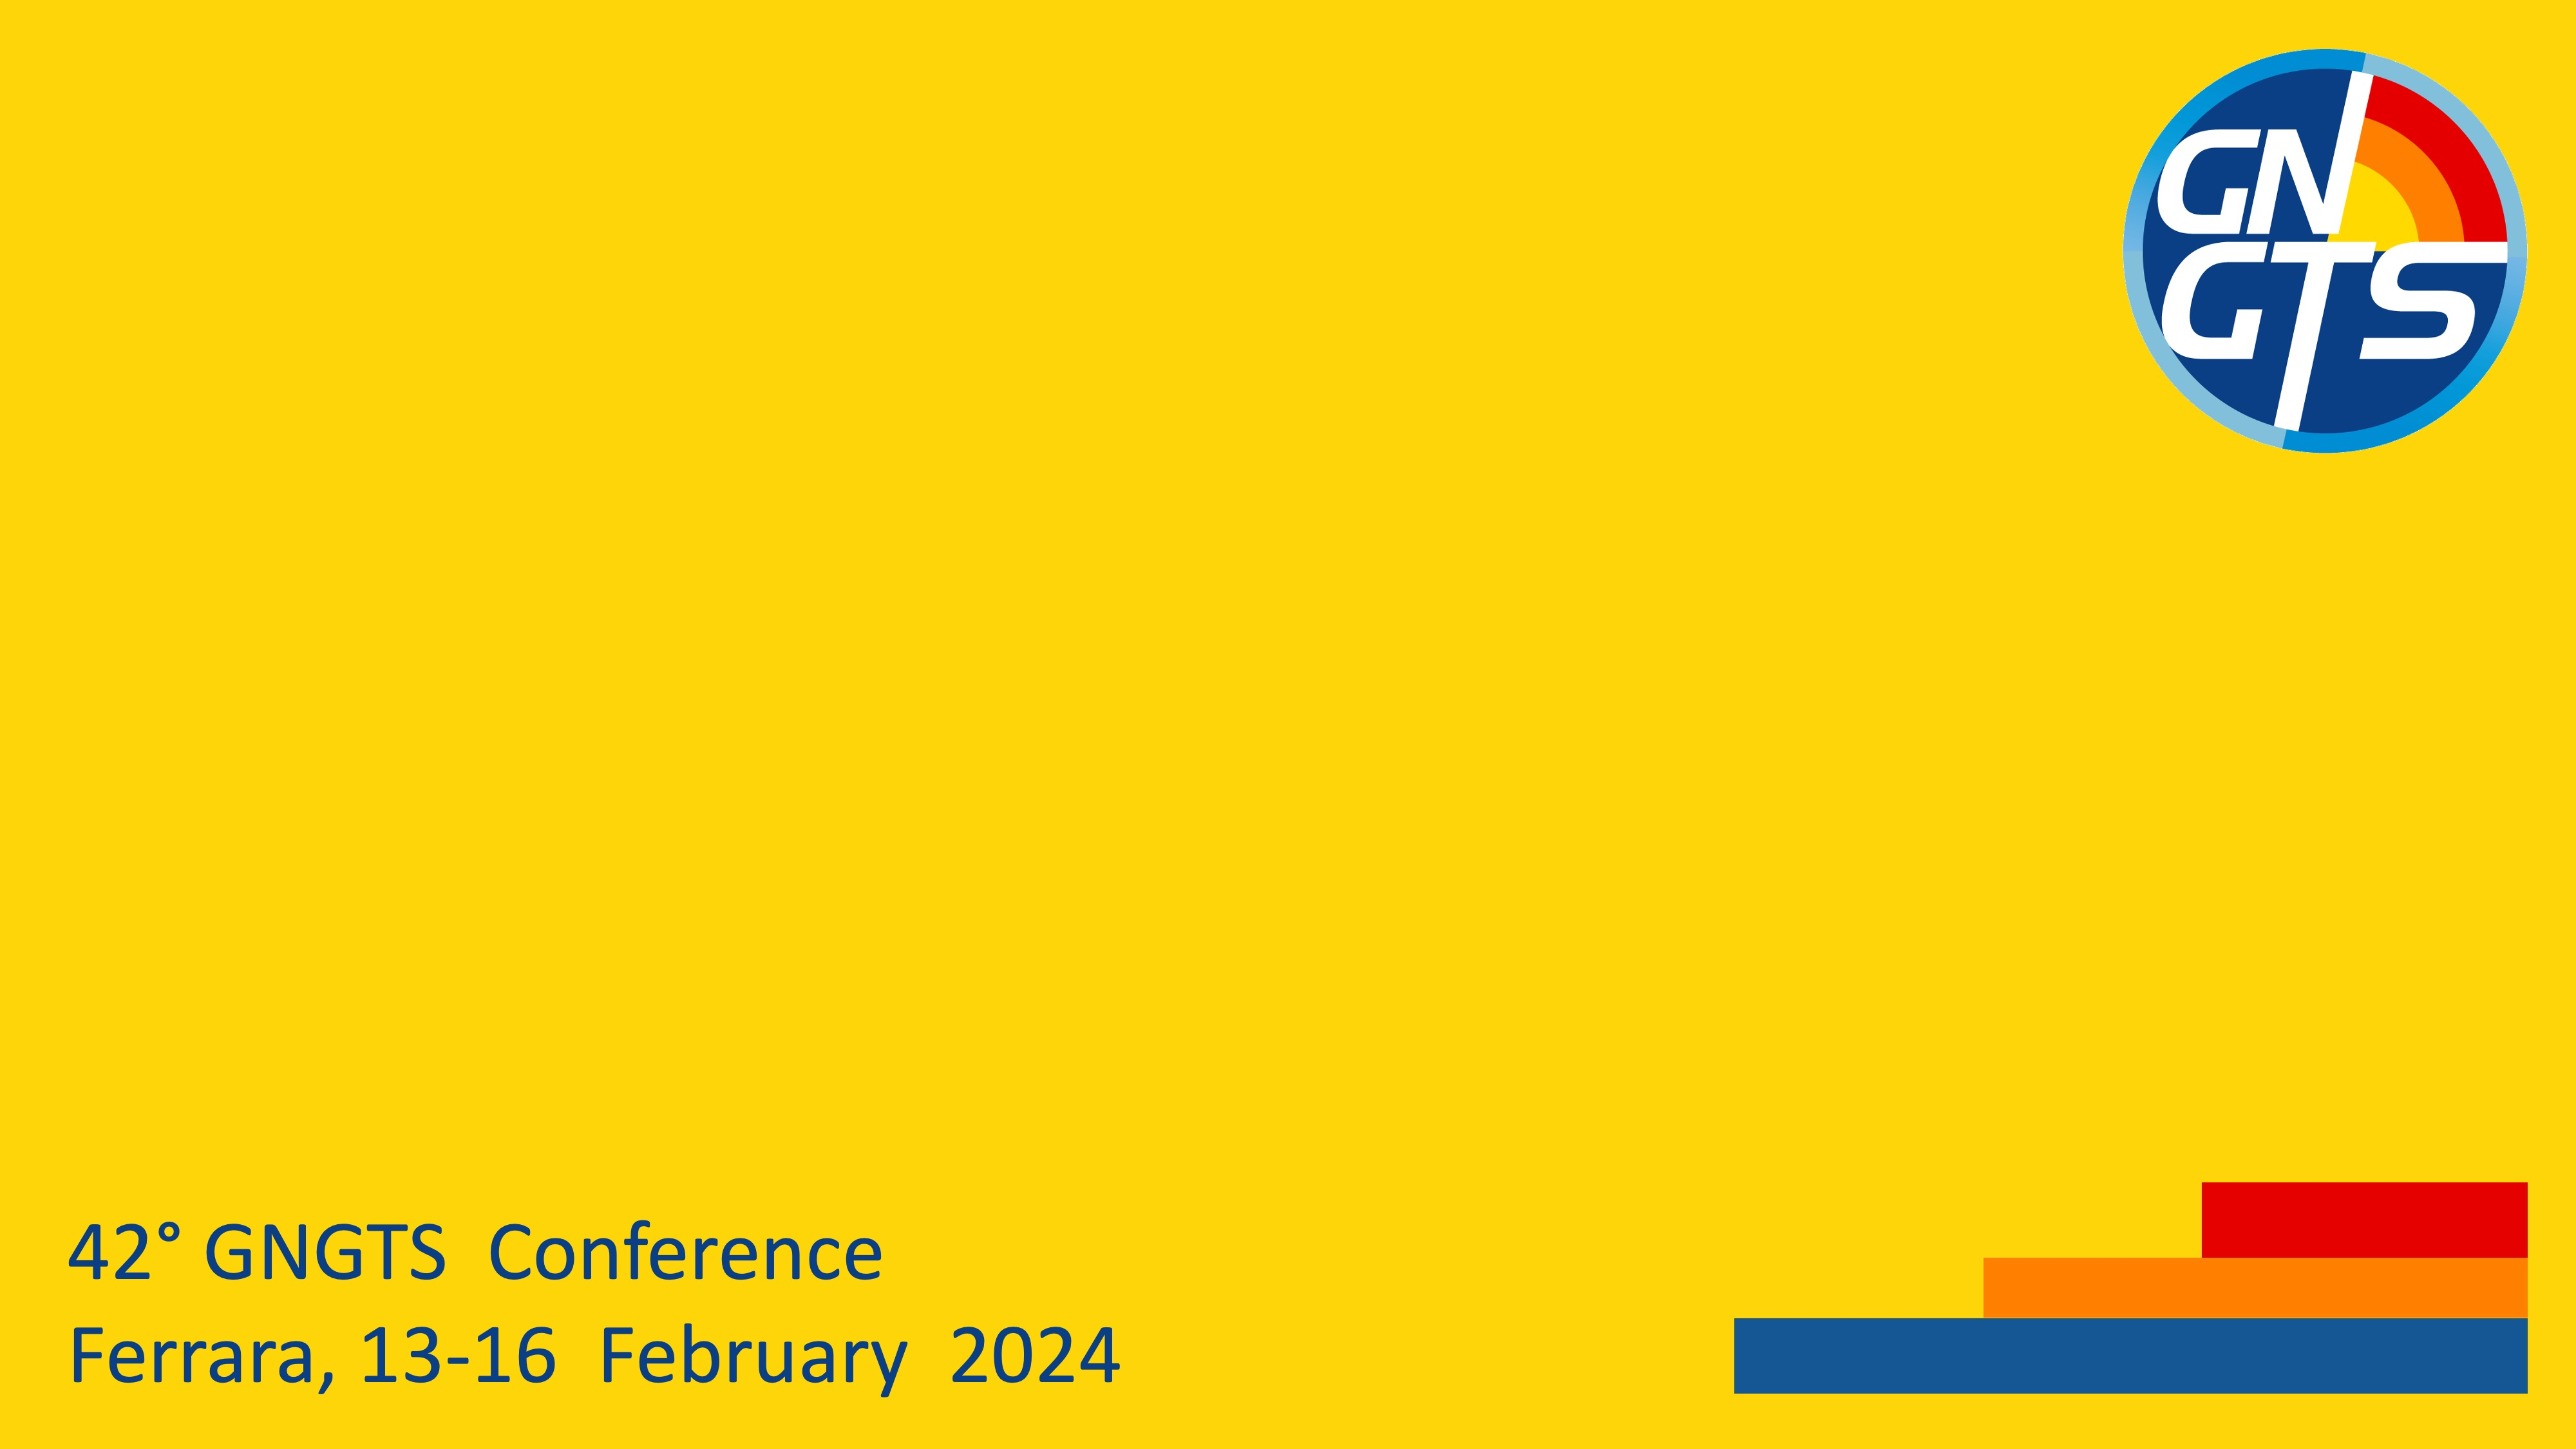 GN
GTS
42° GNGTS Conference
Ferrara, 13-16 February 2024